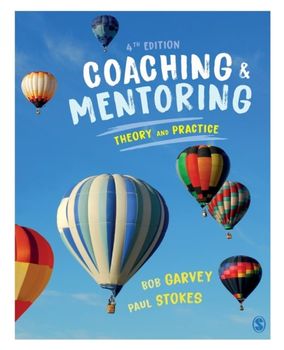 4TH EDITION
COACHING &
MENTORING
THEORY AND PRACTICE
BOB GARVEY
PAUL STOKES
S